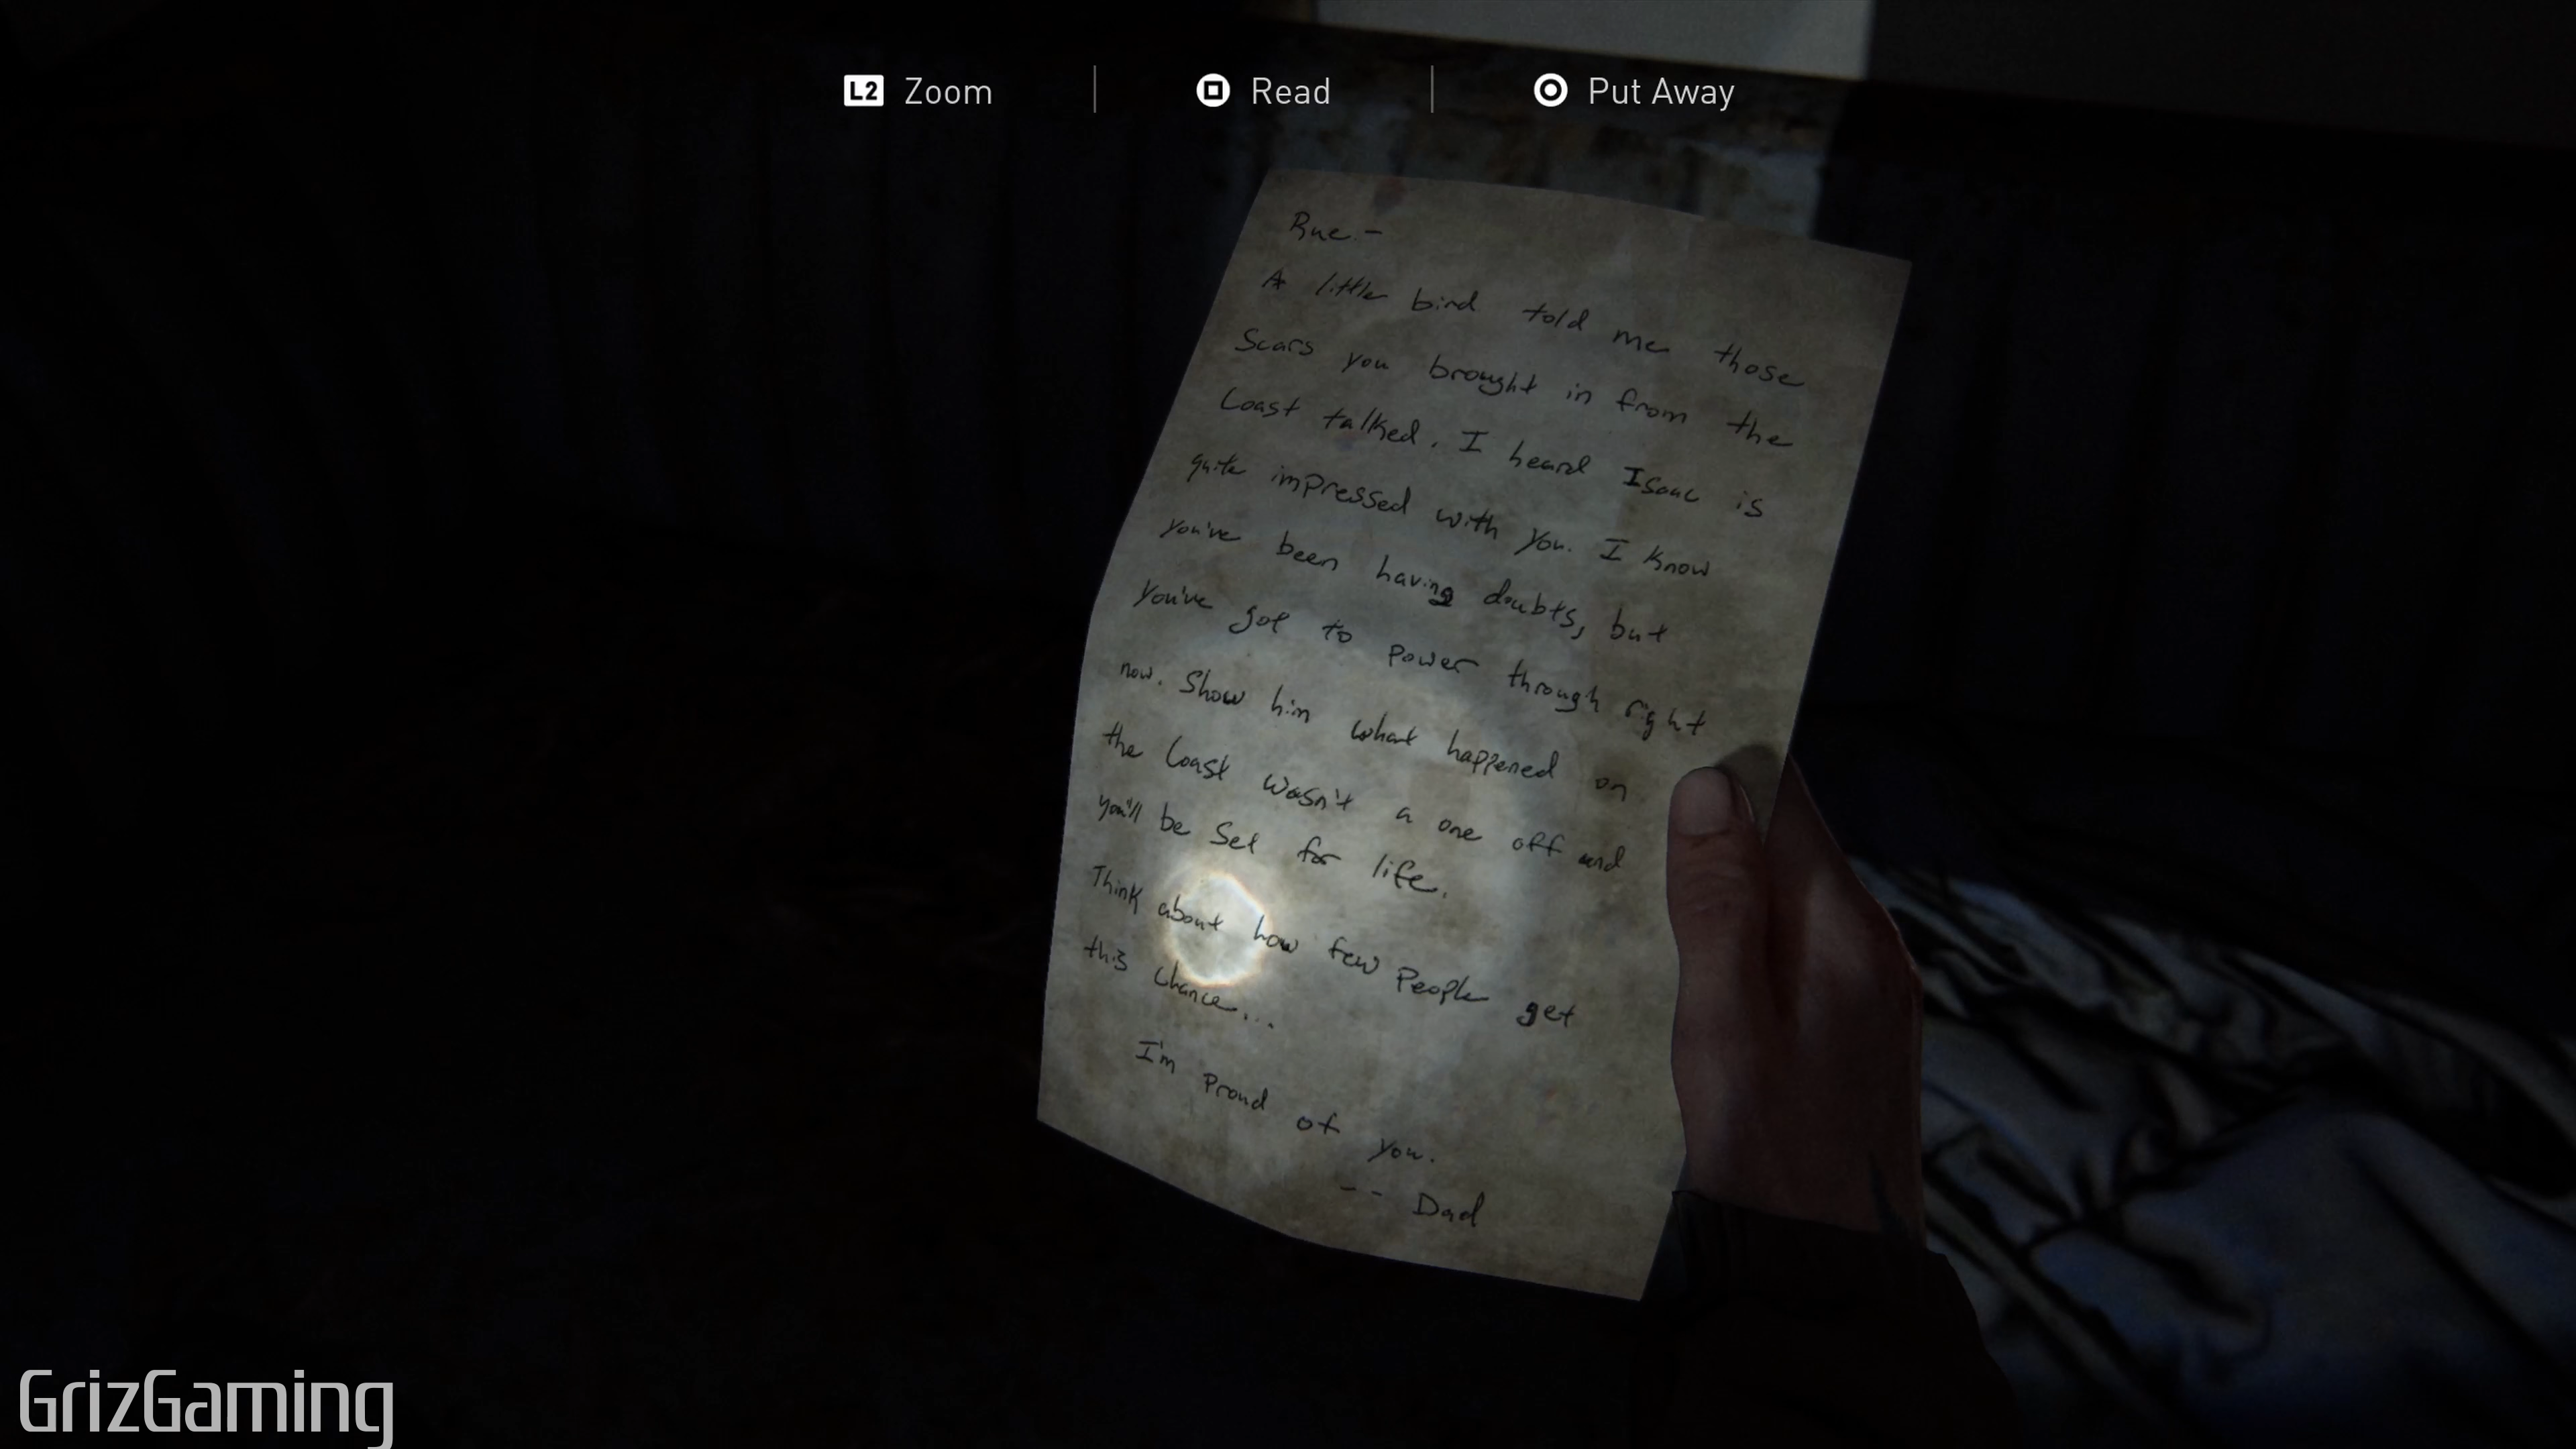 L2 Zoom | Read | Put Away
Rue -
A little bird told me those
Scars you brought in from the
Coast talked. I heard Isaac is
quite impressed with you. I know
you've been having doubts, but
you've got to power through right
now. Show him what happened on
the Coast wasn't a one off and
you'll be set for life.
Think about how few people get
this chance...
I'm proud of you.
-- Dad
GrizGaming